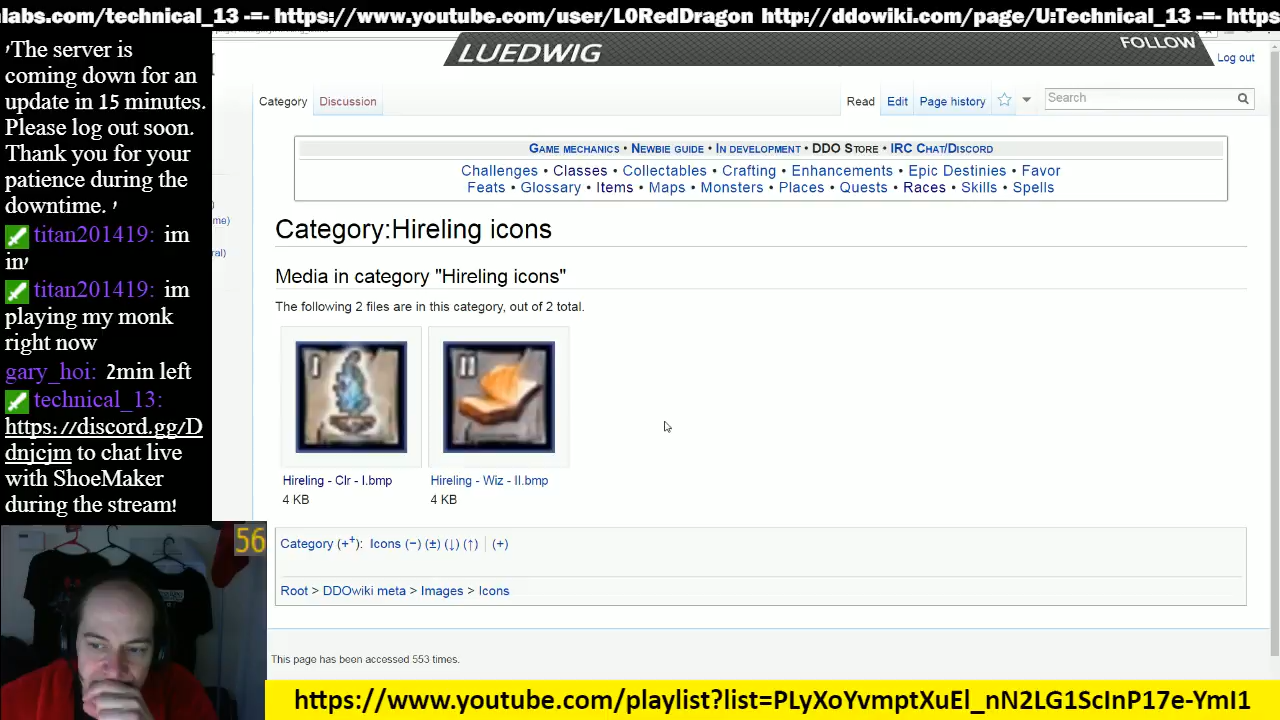 labs.com/technical_13 -=- https://www.youtube.com/user/L0RedDragon http://ddowiki.com/page/U:Technical_13 -=- https
'The server is
coming down for an
update in 15 minutes.
Please log out soon.
Thank you for your
patience during the
downtime. '
titan201419: im
in'
titan201419: im
playing my monk
right now
gary_hoi: 2min left
technical_13:
https://discord.gg/D
dnjcjm to chat live
with ShoeMaker
during the stream!
56
me)
ral)
LUEDWIG
FOLLOW
Log out
Category Discussion Read Edit Page history Search
Game mechanics • Newbie guide • In development • DDO Store • IRC Chat/Discord
Challenges • Classes • Collectables • Crafting • Enhancements • Epic Destinies • Favor
Feats • Glossary • Items • Maps • Monsters • Places • Quests • Races • Skills • Spells
Category:Hireling icons
Media in category "Hireling icons"
The following 2 files are in this category, out of 2 total.
I II
Hireling - Clr - I.bmp Hireling - Wiz - II.bmp
4 KB 4 KB
Category (+⁺): Icons (−) (±) (↓) (↑) | (+)
Root > DDOwiki meta > Images > Icons
This page has been accessed 553 times.
https://www.youtube.com/playlist?list=PLyXoYvmptXuEl_nN2LG1ScInP17e-YmI1